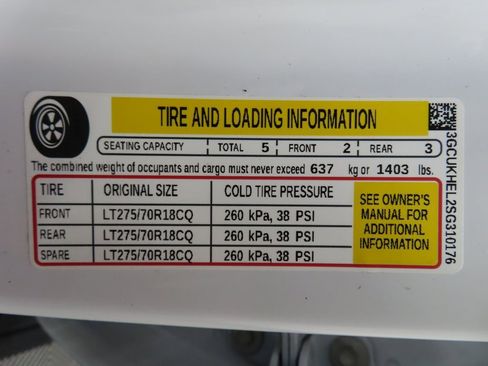 TIRE AND LOADING INFORMATION
SEATING CAPACITY TOTAL 5 FRONT 2 REAR 3
The combined weight of occupants and cargo must never exceed 637 kg or 1403 lbs.
TIRE ORIGINAL SIZE COLD TIRE PRESSURE
FRONT LT275/70R18CQ 260 kPa, 38 PSI
REAR LT275/70R18CQ 260 kPa, 38 PSI
SPARE LT275/70R18CQ 260 kPa, 38 PSI
SEE OWNER'S
MANUAL FOR
ADDITIONAL
INFORMATION
3GCUKHEL2SG310176